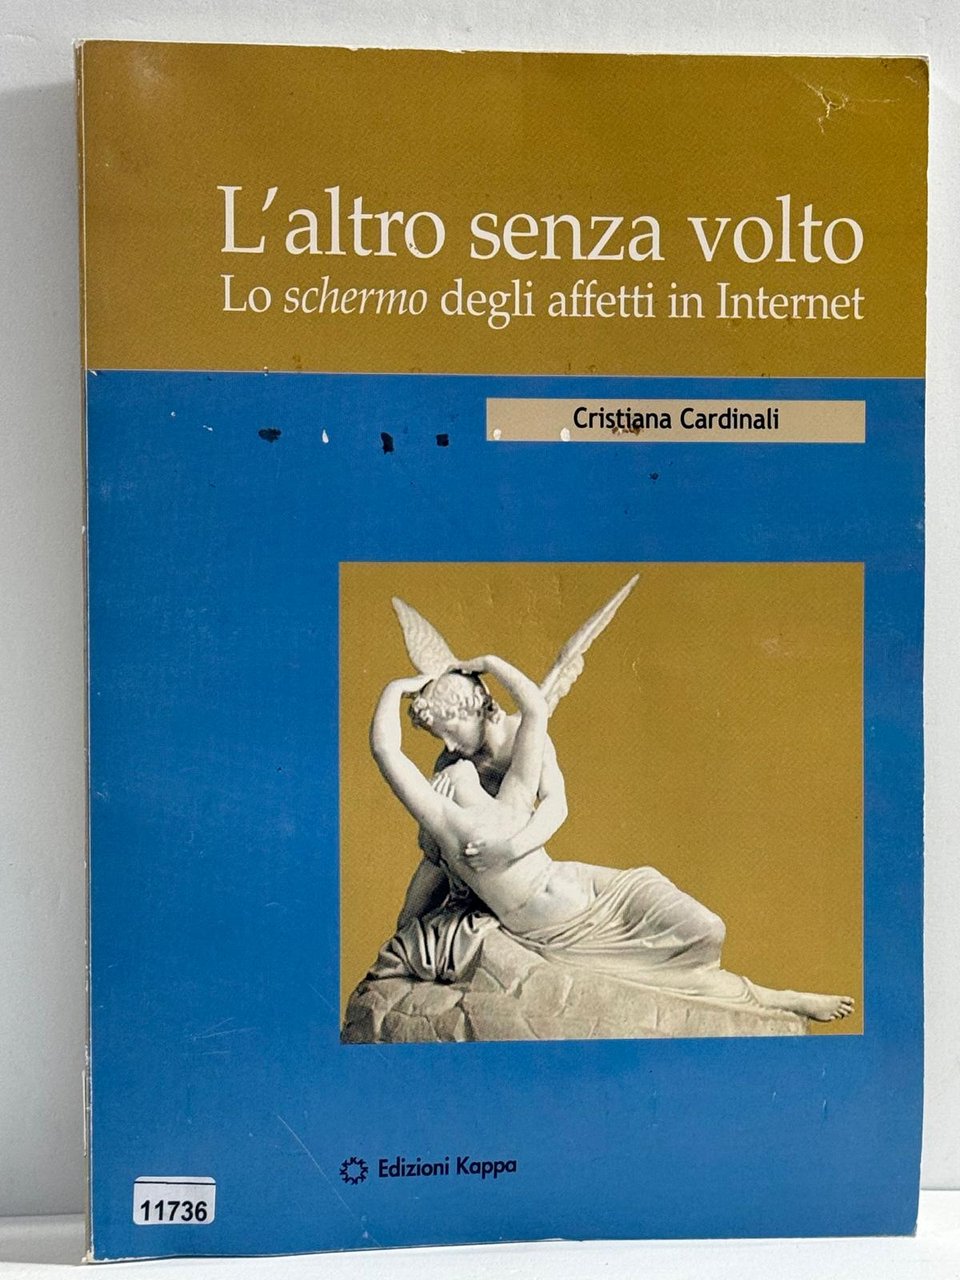 L'altro senza volto
Lo schermo degli affetti in Internet
Cristiana Cardinali
Edizioni Kappa
11736